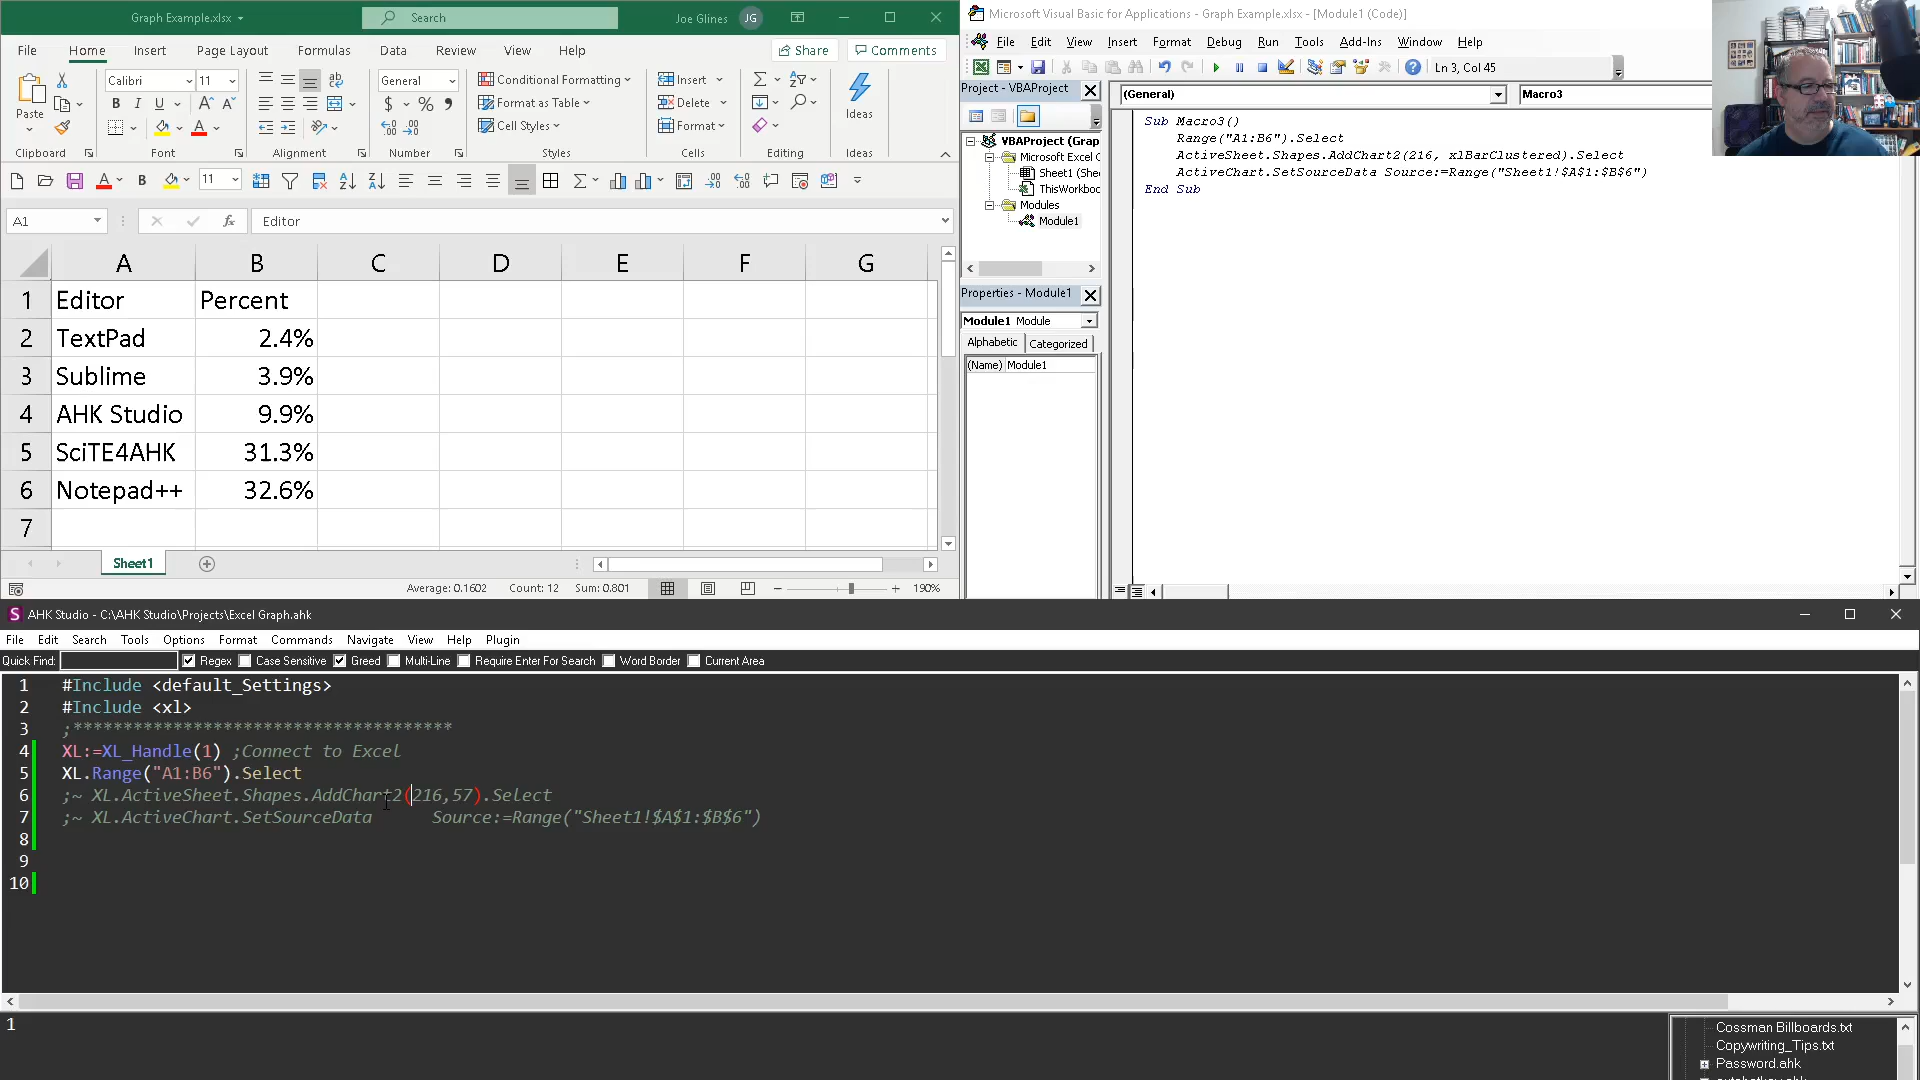 Graph Example.xlsx
Search
Joe Glines
JG
File
Home
Insert
Page Layout
Formulas
Data
Review
View
Help
Share
Comments
Paste
Calibri
11
B I U
General
$ % ,
Conditional Formatting
Format as Table
Cell Styles
Insert
Delete
Format
Ideas
Clipboard
Font
Alignment
Number
Styles
Cells
Editing
Ideas
A
B
11
A1
fx
Editor
A B C D E F G
1 Editor Percent
2 TextPad 2.4%
3 Sublime 3.9%
4 AHK Studio 9.9%
5 SciTE4AHK 31.3%
6 Notepad++ 32.6%
7
Sheet1
Average: 0.1602 Count: 12 Sum: 0.801
190%
Microsoft Visual Basic for Applications - Graph Example.xlsx - [Module1 (Code)]
File Edit View Insert Format Debug Run Tools Add-Ins Window Help
Ln 3, Col 45
Project - VBAProject
VBAProject (Grap
Microsoft Excel
Sheet1 (Shee
ThisWorkboo
Modules
Module1
Properties - Module1
Module1 Module
Alphabetic Categorized
(Name) Module1
(General)
Macro3
Sub Macro3()
Range("A1:B6").Select
ActiveSheet.Shapes.AddChart2(216, xlBarClustered).Select
ActiveChart.SetSourceData Source:=Range("Sheet1!$A$1:$B$6")
End Sub
S AHK Studio - C:\AHK Studio\Projects\Excel Graph.ahk
File Edit Search Tools Options Format Commands Navigate View Help Plugin
Quick Find: Regex Case Sensitive Greed Multi-Line Require Enter For Search Word Border Current Area
1 #Include <default_Settings>
2 #Include <xl>
3 ;**************************************
4 XL:=XL_Handle(1) ;Connect to Excel
5 XL.Range("A1:B6").Select
6 ;~ XL.ActiveSheet.Shapes.AddChart2(216,57).Select
7 ;~ XL.ActiveChart.SetSourceData Source:=Range("Sheet1!$A$1:$B$6")
8
9
10
1
Cossman Billboards.txt
Copywriting_Tips.txt
Password.ahk